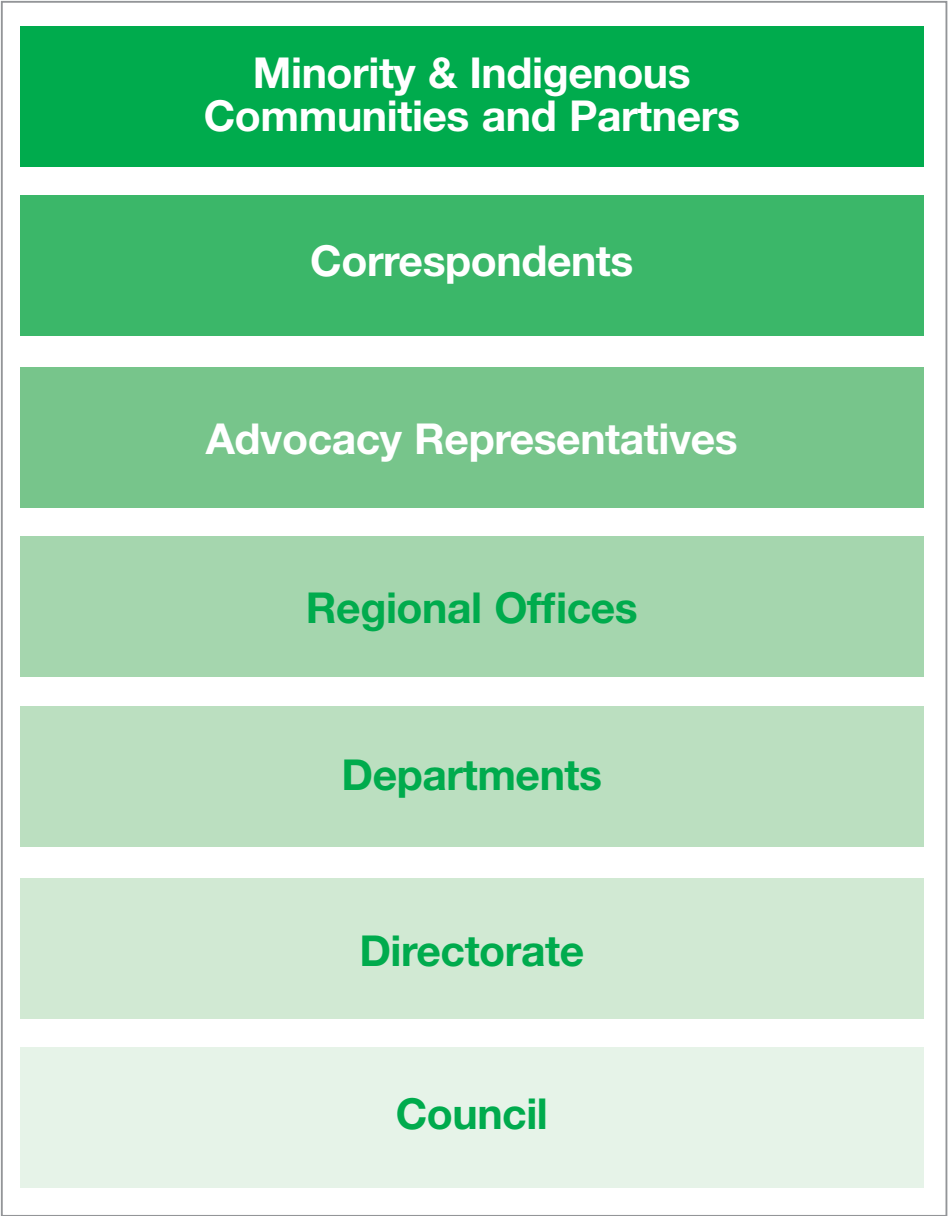 Minority & Indigenous
Communities and Partners
Correspondents
Advocacy Representatives
Regional Offices
Departments
Directorate
Council